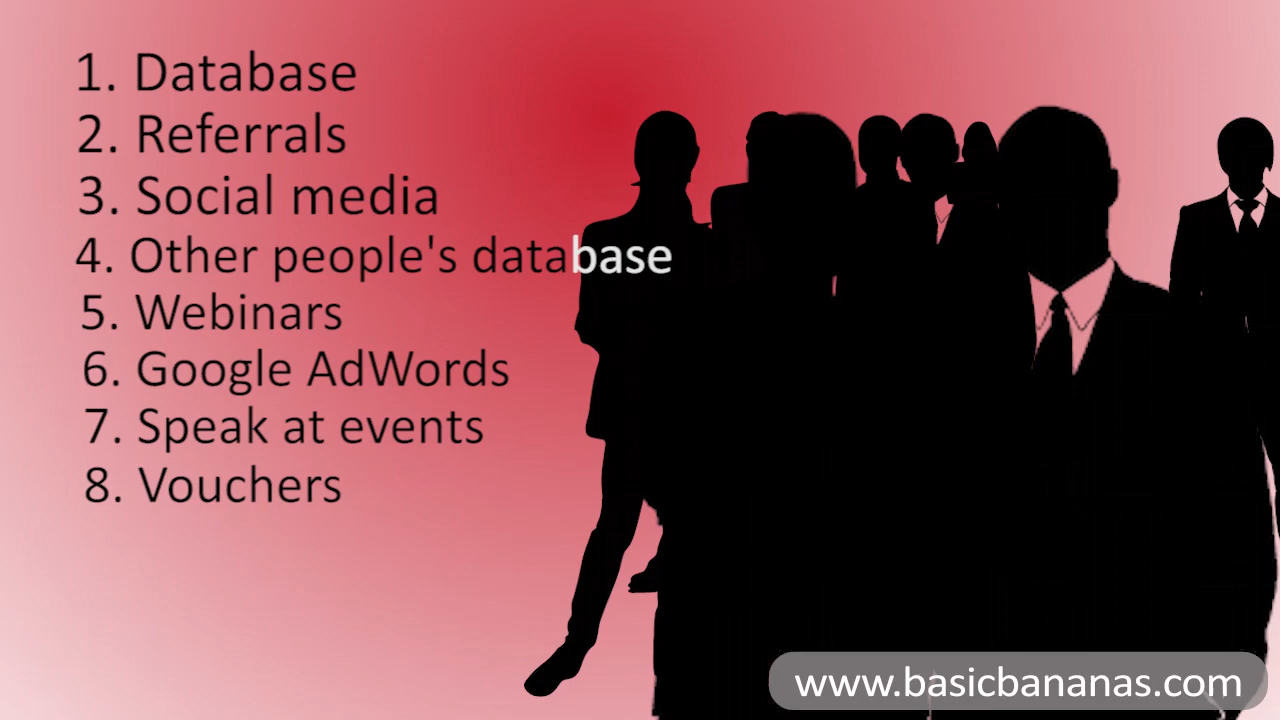 1. Database
2. Referrals
3. Social media
4. Other people's database
5. Webinars
6. Google AdWords
7. Speak at events
8. Vouchers
www.basicbananas.com